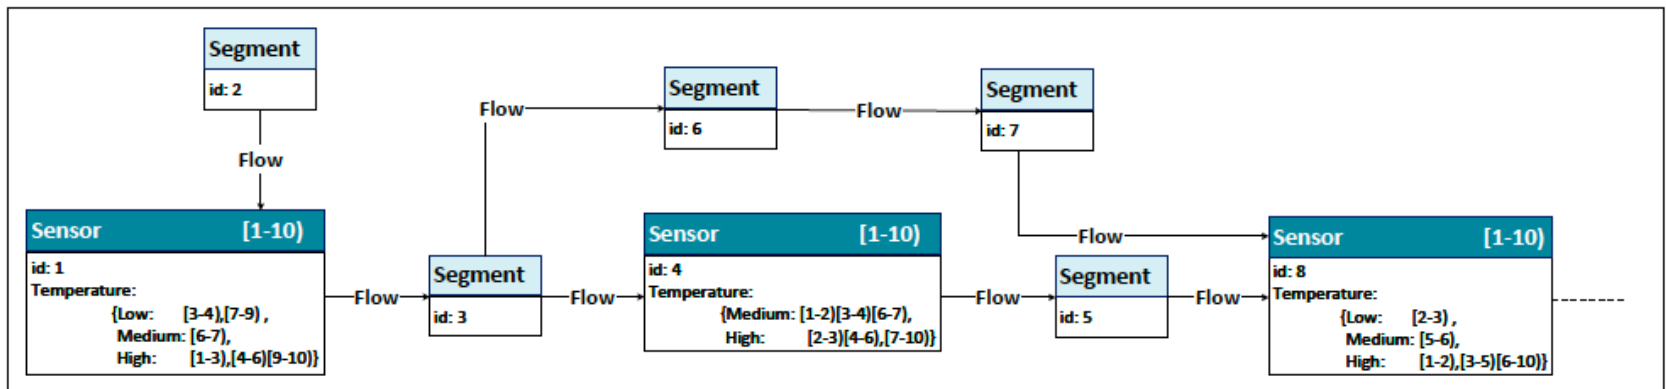 Segment
id: 2
Flow
Sensor [1-10)
id: 1
Temperature:
{Low: [3-4),[7-9) ,
Medium: [6-7),
High: [1-3),[4-6)[9-10)}
Flow
Segment
id: 3
Flow
Segment
id: 6
Flow
Segment
id: 7
Flow
Flow
Sensor [1-10)
id: 4
Temperature:
{Medium: [1-2)[3-4)[6-7),
High: [2-3)[4-6),[7-10)}
Flow
Segment
id: 5
Flow
Sensor [1-10)
id: 8
Temperature:
{Low: [2-3) ,
Medium: [5-6),
High: [1-2),[3-5)[6-10)}